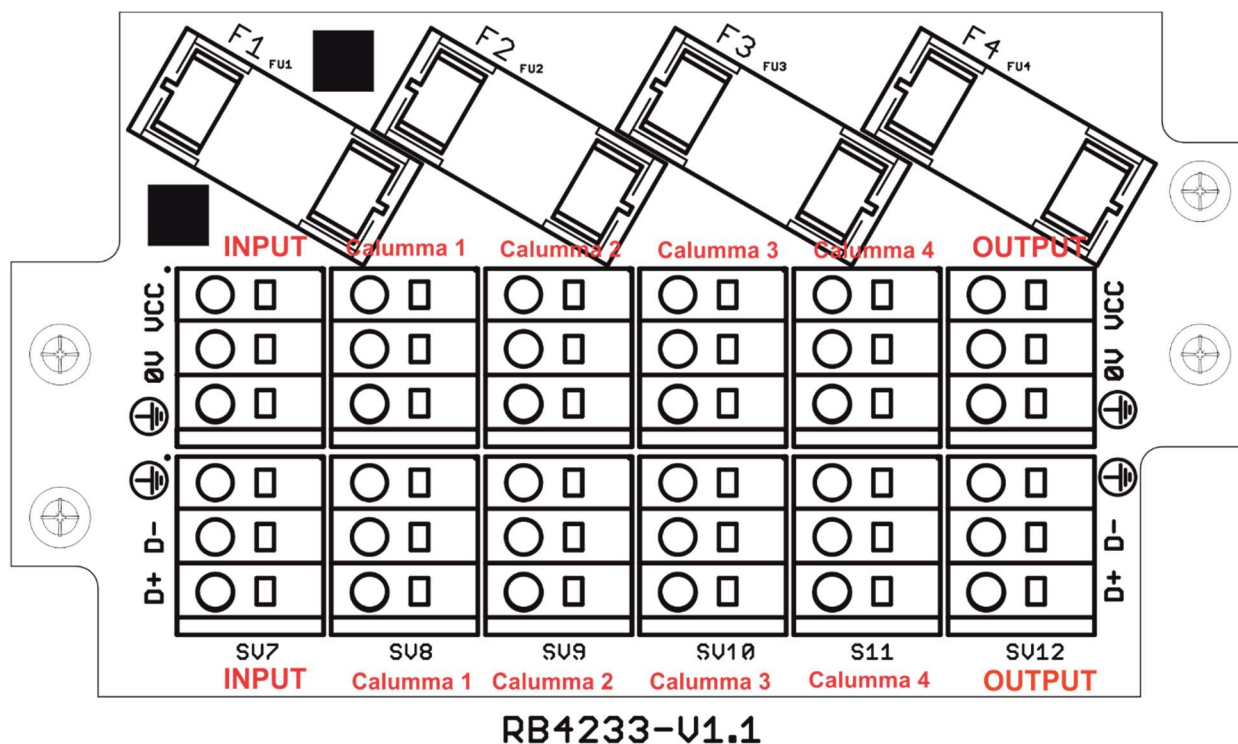 F1 FU1 F2 FU2 F3 FU3 F4 FU4
INPUT Calumma 1 Calumma 2 Calumma 3 Calumma 4 OUTPUT
VCC VCC
0V 0V
D- D-
D+ D+
SV7 SV8 SV9 SV10 S11 SV12
INPUT Calumma 1 Calumma 2 Calumma 3 Calumma 4 OUTPUT
RB4233-V1.1